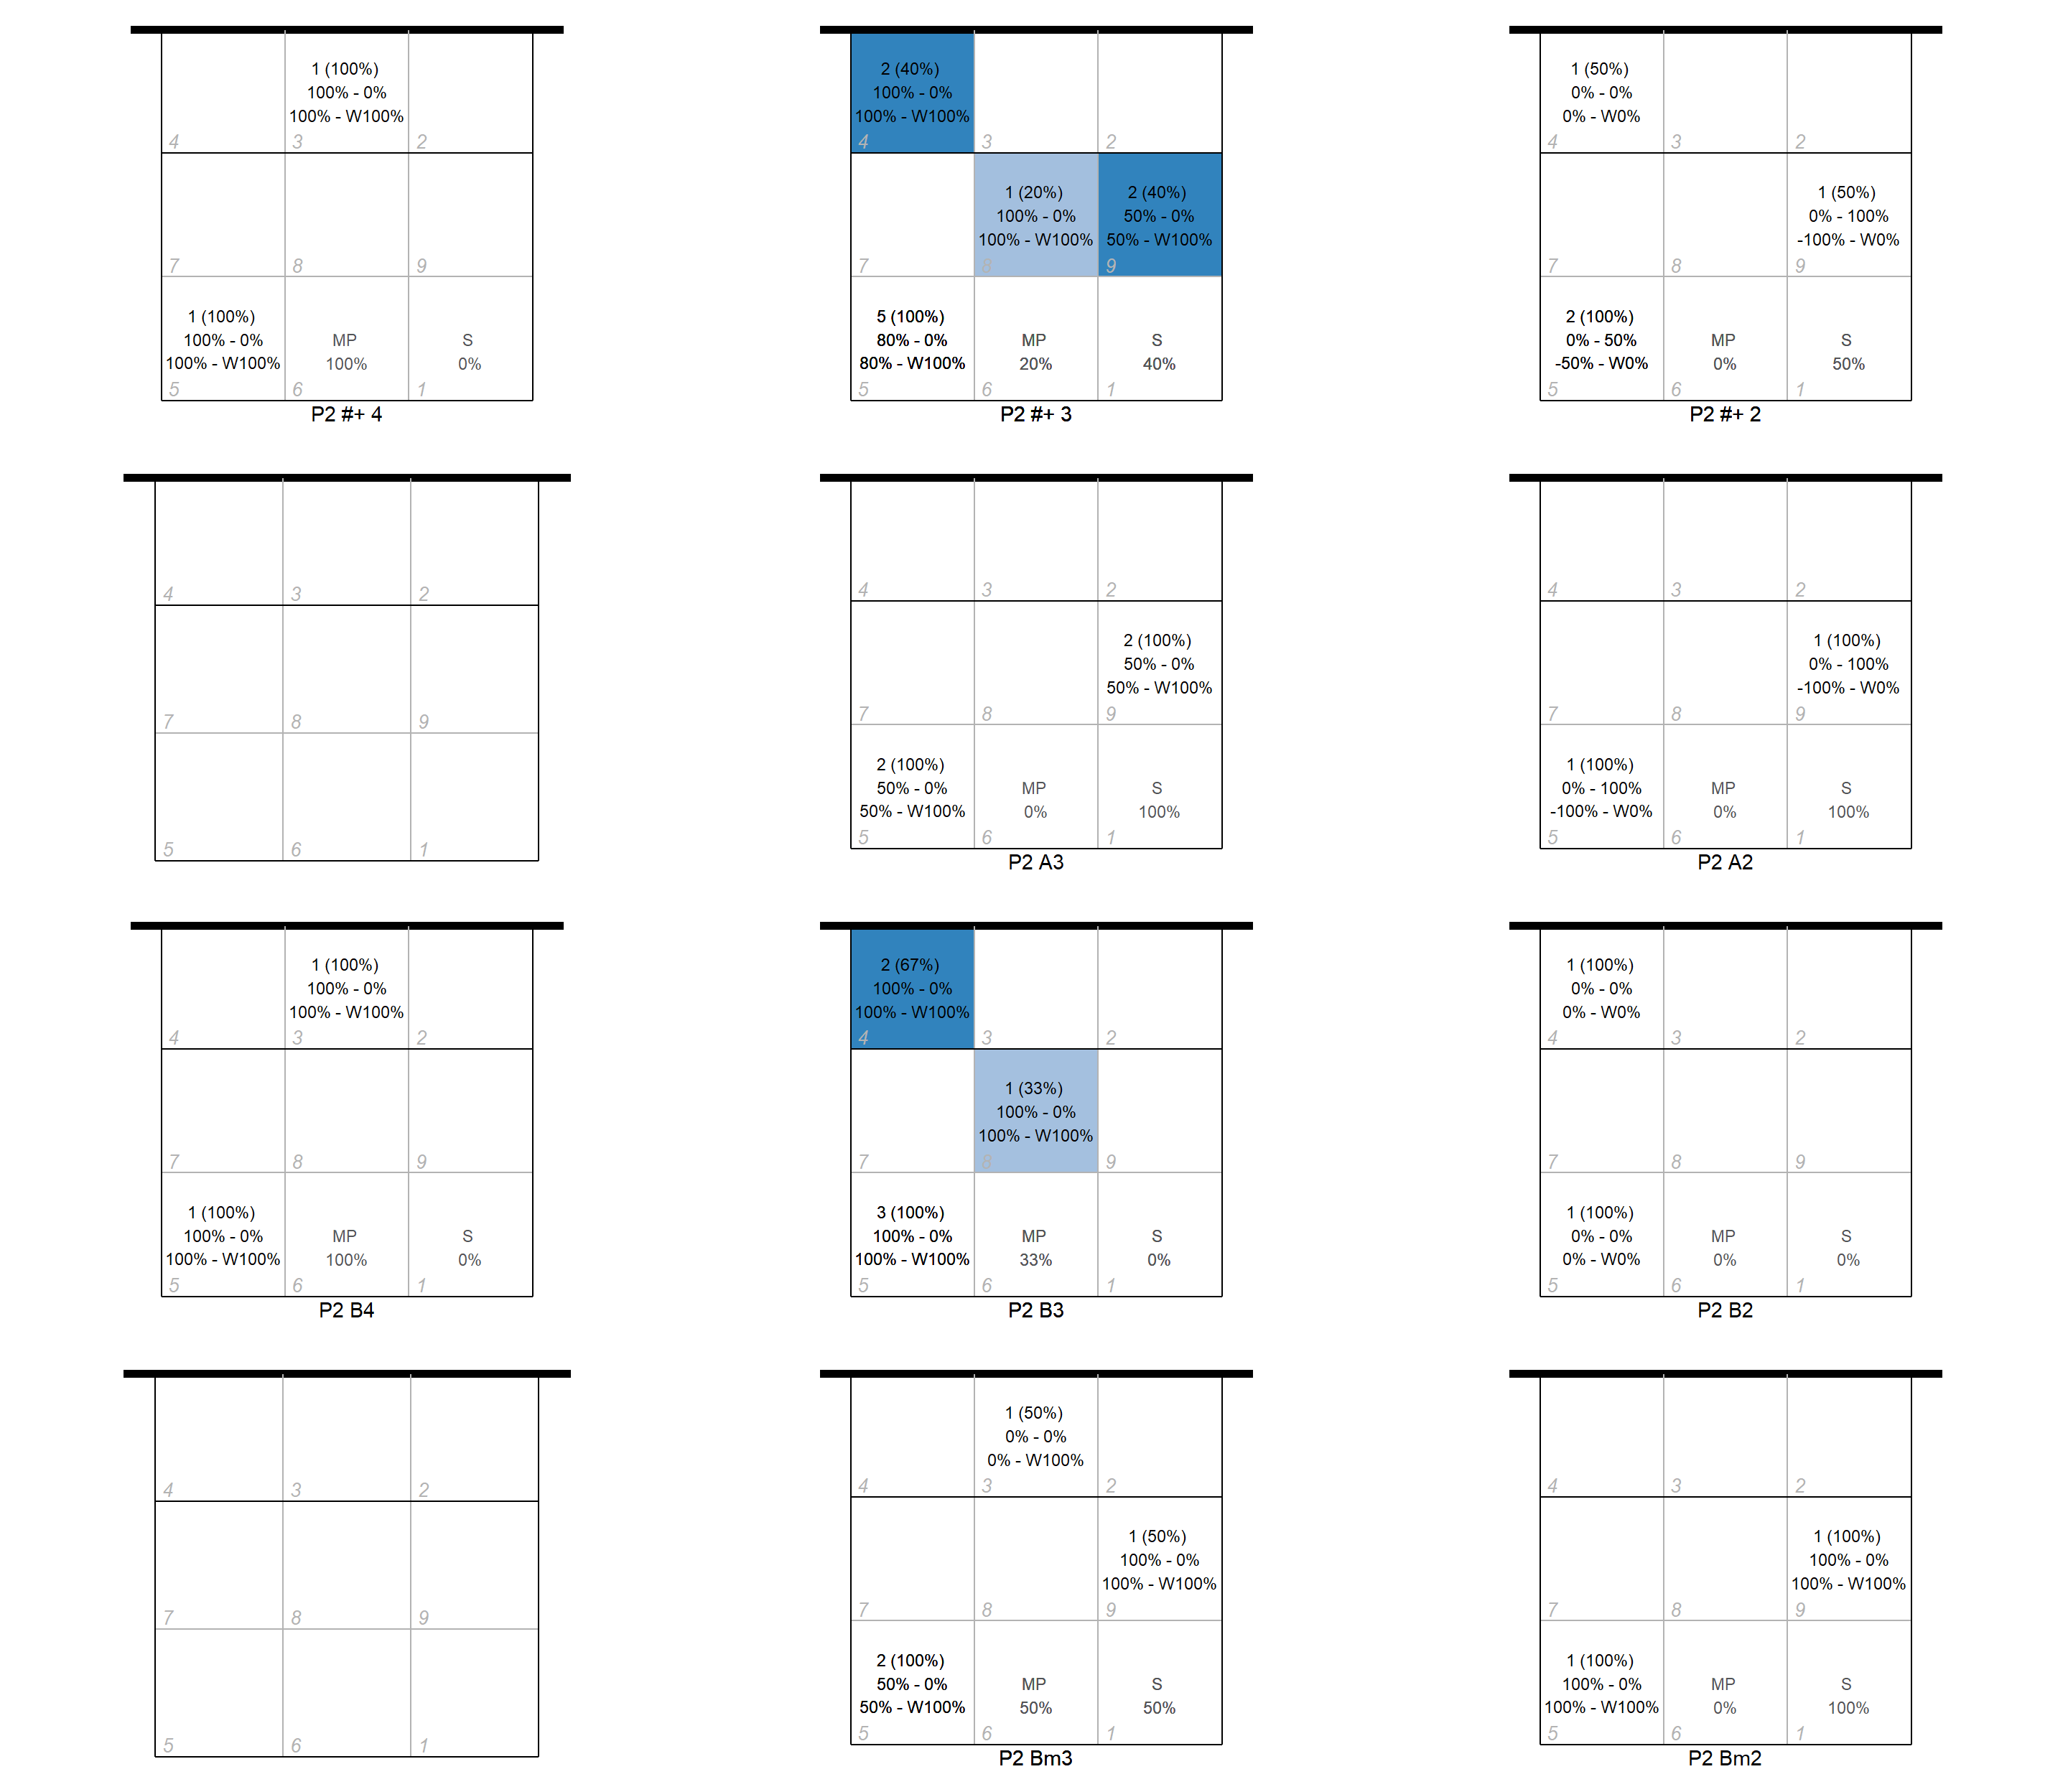 1 (100%)
100% - 0%
100% - W100%
4
3
2
7
8
9
1 (100%)
100% - 0%
100% - W100%
MP
100%
S
0%
5
6
1
P2 #+ 4
2 (40%)
100% - 0%
100% - W100%
4
3
2
1 (20%)
100% - 0%
100% - W100%
2 (40%)
50% - 0%
50% - W100%
7
8
9
5 (100%)
80% - 0%
80% - W100%
MP
20%
S
40%
5
6
1
P2 #+ 3
1 (50%)
0% - 0%
0% - W0%
4
3
2
1 (50%)
0% - 100%
-100% - W0%
7
8
9
2 (100%)
0% - 50%
-50% - W0%
MP
0%
S
50%
5
6
1
P2 #+ 2
4
3
2
7
8
9
5
6
1
4
3
2
2 (100%)
50% - 0%
50% - W100%
7
8
9
2 (100%)
50% - 0%
50% - W100%
MP
0%
S
100%
5
6
1
P2 A3
4
3
2
1 (100%)
0% - 100%
-100% - W0%
7
8
9
1 (100%)
0% - 100%
-100% - W0%
MP
0%
S
100%
5
6
1
P2 A2
1 (100%)
100% - 0%
100% - W100%
4
3
2
7
8
9
1 (100%)
100% - 0%
100% - W100%
MP
100%
S
0%
5
6
1
P2 B4
2 (67%)
100% - 0%
100% - W100%
4
3
2
1 (33%)
100% - 0%
100% - W100%
7
8
9
3 (100%)
100% - 0%
100% - W100%
MP
33%
S
0%
5
6
1
P2 B3
1 (100%)
0% - 0%
0% - W0%
4
3
2
7
8
9
1 (100%)
0% - 0%
0% - W0%
MP
0%
S
0%
5
6
1
P2 B2
4
3
2
7
8
9
5
6
1
1 (50%)
0% - 0%
0% - W100%
4
3
2
1 (50%)
100% - 0%
100% - W100%
7
8
9
2 (100%)
50% - 0%
50% - W100%
MP
50%
S
50%
5
6
1
P2 Bm3
4
3
2
1 (100%)
100% - 0%
100% - W100%
7
8
9
1 (100%)
100% - 0%
100% - W100%
MP
0%
S
100%
5
6
1
P2 Bm2